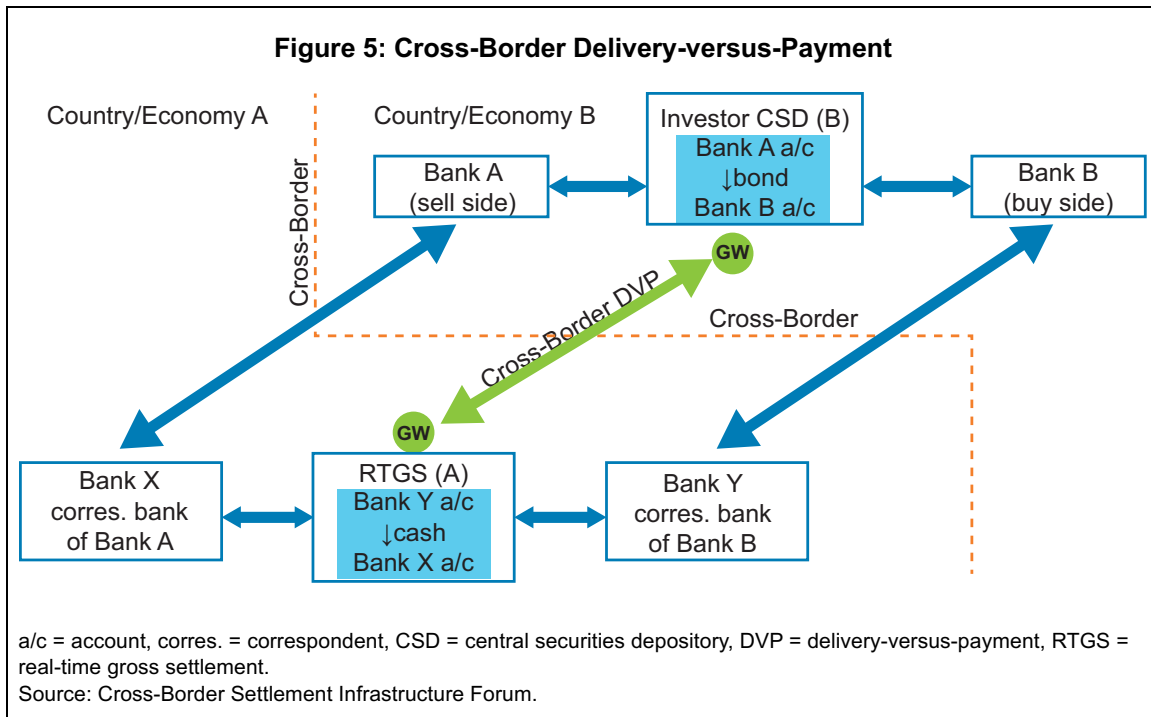 Figure 5: Cross-Border Delivery-versus-Payment
Country/Economy A
Country/Economy B
Cross-Border
Bank A
(sell side)
Investor CSD (B)
Bank A a/c
↓bond
Bank B a/c
Bank B
(buy side)
GW
Cross-Border DVP
Cross-Border
GW
Bank X
corres. bank
of Bank A
RTGS (A)
Bank Y a/c
↓cash
Bank X a/c
Bank Y
corres. bank
of Bank B
a/c = account, corres. = correspondent, CSD = central securities depository, DVP = delivery-versus-payment, RTGS =
real-time gross settlement.
Source: Cross-Border Settlement Infrastructure Forum.